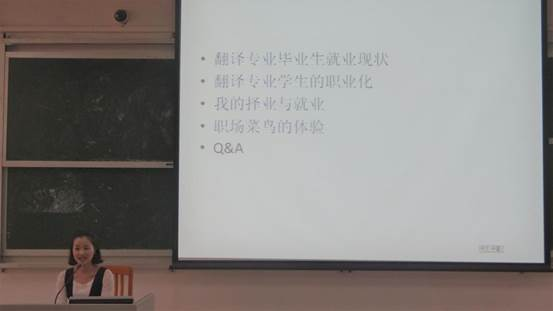 • 翻译专业毕业生就业现状
• 翻译专业学生的职业化
• 我的择业与就业
• 职场菜鸟的体验
• Q&A